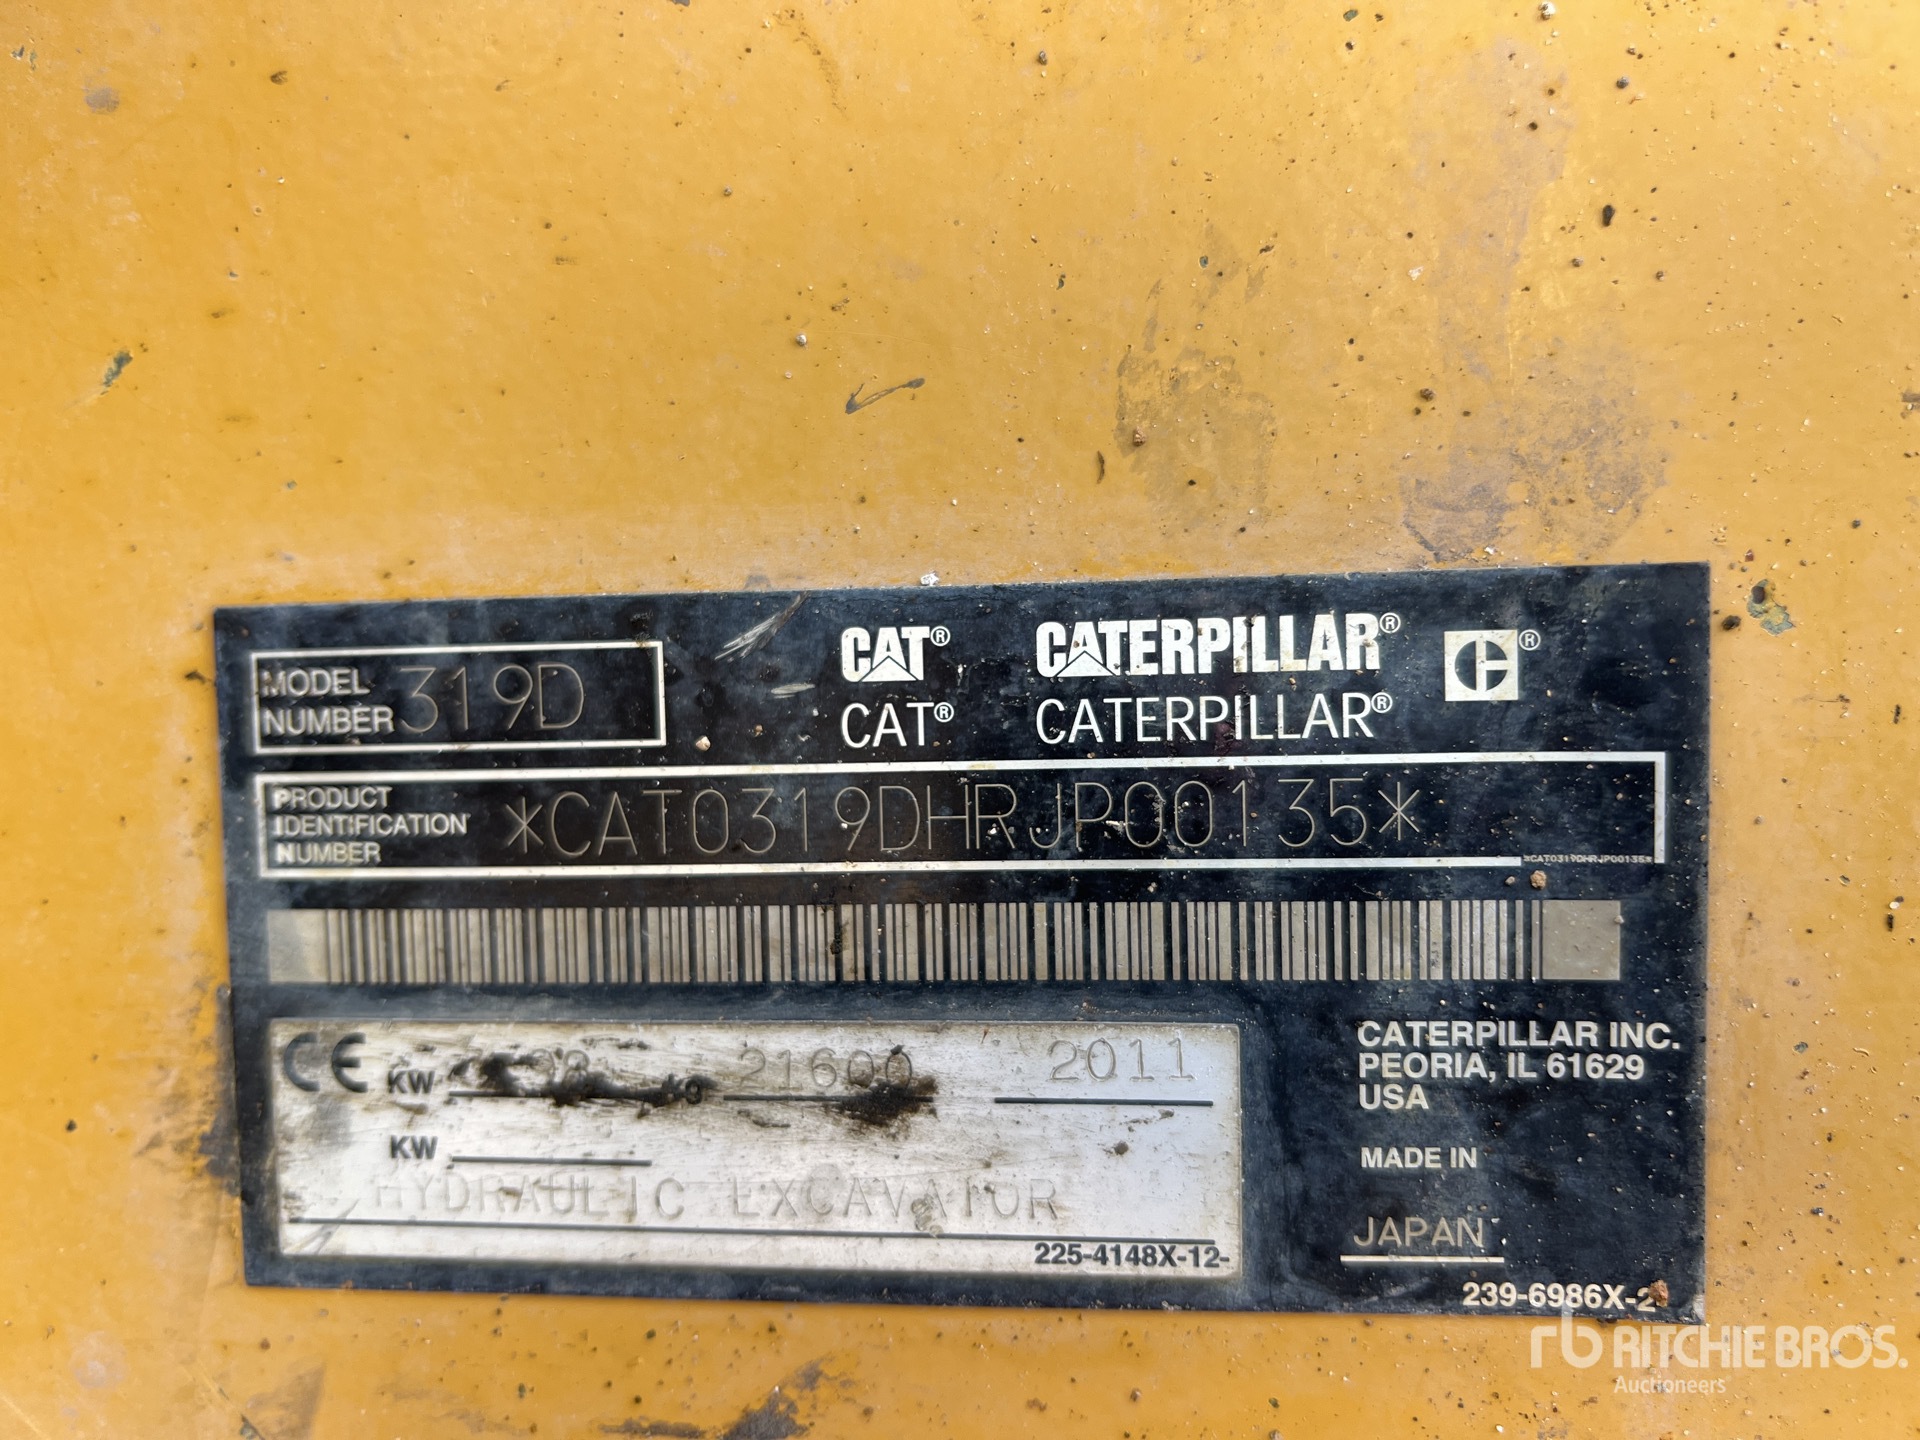 MODEL NUMBER 319D
CAT® CATERPILLAR® C®
CAT® CATERPILLAR®
PRODUCT IDENTIFICATION NUMBER *CAT0319DHRJP00135*
*CAT0319DHRJP00135*
CE KW kg 21600 2011
KW
HYDRAULIC EXCAVATOR
225-4148X-12-
CATERPILLAR INC.
PEORIA, IL 61629
USA
MADE IN
JAPAN
239-6986X-2
rb RITCHIE BROS.
Auctioneers